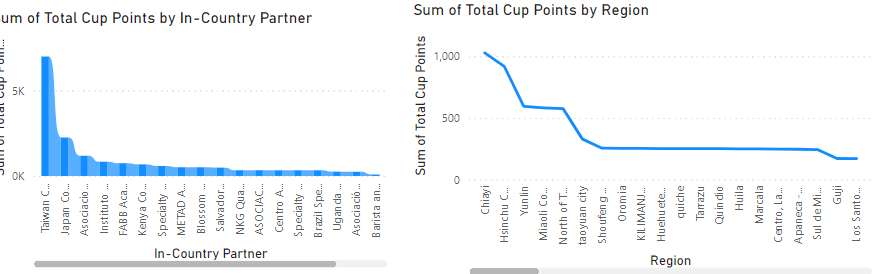 um of Total Cup Points by In-Country Partner
Sum of Total Cup Poin...
5K
0K
Taiwan C...
Japan Co...
Asociacio...
Instituto ...
FABB Aca...
Kenya Co...
Specialty ...
METAD A...
Blossom ...
Salvador...
NKG Qua...
ASOCIAC...
Centro A...
Specialty ...
Brazil Spe...
Uganda ...
Asociació...
Barista an...
In-Country Partner
Sum of Total Cup Points by Region
Sum of Total Cup Points
1,000
500
0
Chiayi
Hsinchu C...
Yunlin
Miaoli Co...
North of T...
taoyuan city
Shoufeng ...
Oromia
KILIMANJ...
Huehuete...
quiche
Tarrazu
Quindio
Huila
Marcala
Centro, La...
Apaneca -...
Sul de Mi...
Guji
Los Santo...
Region